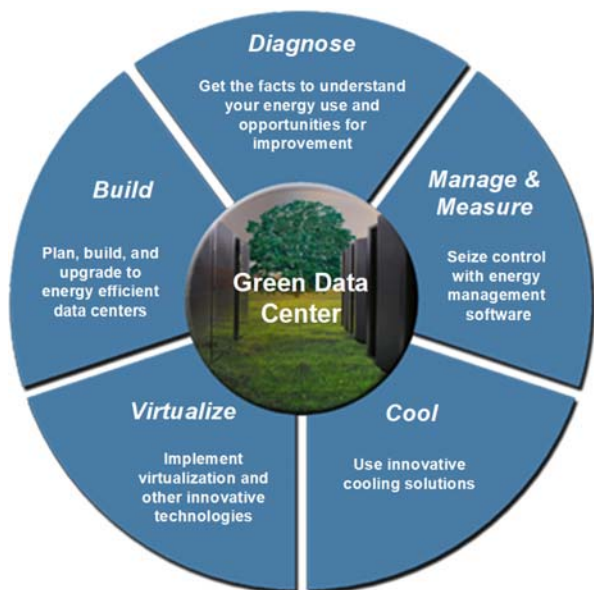 Diagnose
Get the facts to understand
your energy use and
opportunities for
improvement
Manage &
Measure
Seize control
with energy
management
software
Cool
Use innovative
cooling solutions
Virtualize
Implement
virtualization and
other innovative
technologies
Build
Plan, build, and
upgrade to
energy efficient
data centers
Green Data
Center